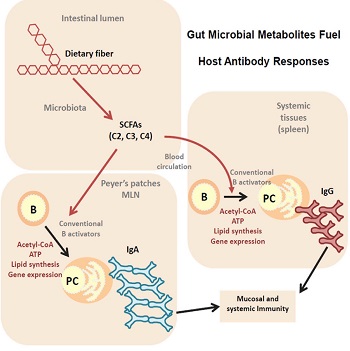 Intestinal lumen
Gut Microbial Metabolites Fuel
Host Antibody Responses
Dietary fiber
Microbiota
SCFAs
(C2, C3, C4)
Systemic
tissues
(spleen)
Blood
circulation
Conventional
B activators
IgG
B
PC
Acetyl-CoA
ATP
Lipid synthesis
Gene expression
Peyer's patches
MLN
B
Conventional
B activators
Acetyl-CoA
ATP
Lipid synthesis
Gene expression
PC
IgA
Mucosal and
systemic Immunity